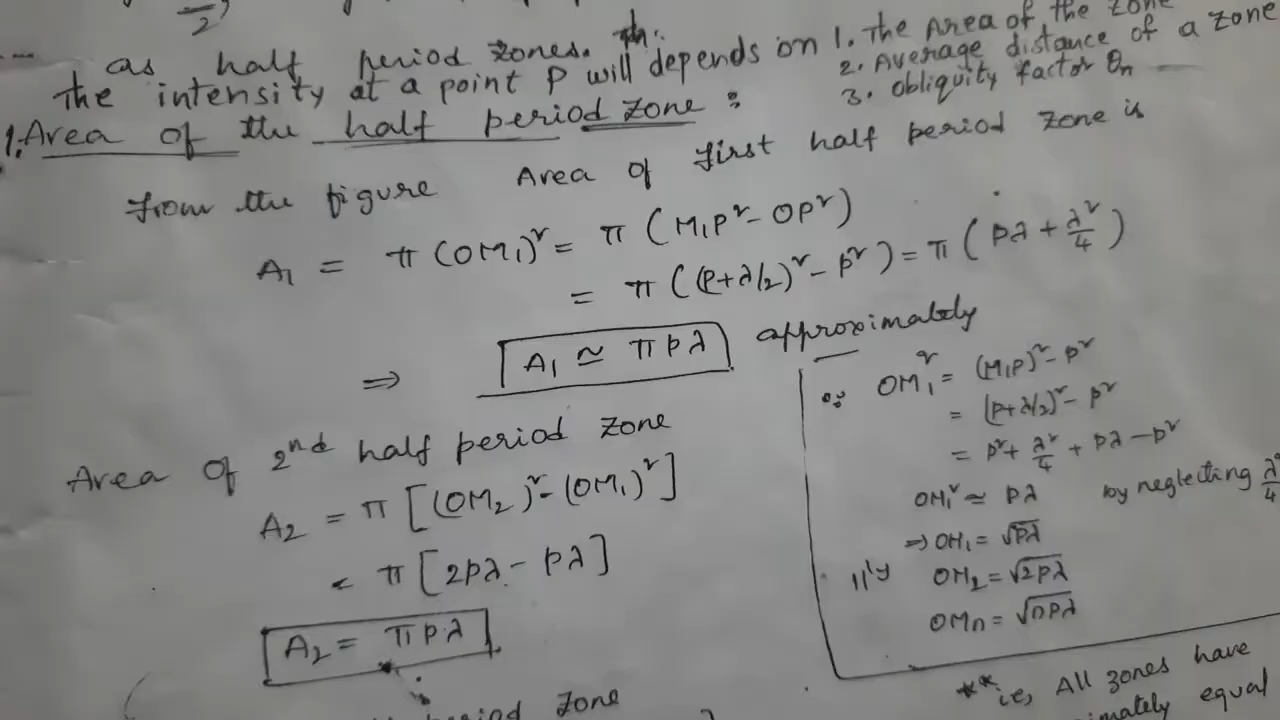 2,
as half period zones.
The intensity at a point P will depends on 1. The Area of the zone
2. Average distance of a zone
3. obliquity factor θn
1. Area of the half period zone :
from the figure Area of first half period zone is
A₁ = π (OM₁)² = π (M₁P² - OP²)
= π ((P+λ/2)² - P²) = π (Pλ + λ²/4)
⇒ A₁ ≃ πPλ approximately
Area of 2nd half period zone
A₂ = π [(OM₂)² - (OM₁)²]
= π [2Pλ - Pλ]
A₂ = πP.λ
∵ OM₁² = (M₁P)² - P²
= (P+λ/2)² - P²
= P² + λ²/4 + Pλ - P²
OM₁² ≃ Pλ by neglecting λ²/4
⇒ OM₁ = √Pλ
|||ly OM₂ = √2Pλ
OMn = √nPλ
** ie, All zones have
equal
zone